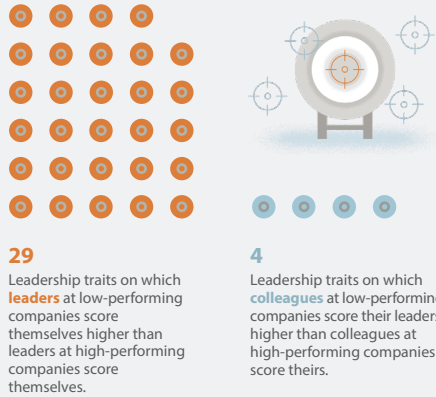 29
Leadership traits on which
leaders at low-performing
companies score
themselves higher than
leaders at high-performing
companies score
themselves.
4
Leadership traits on which
colleagues at low-performing
companies score their leaders
higher than colleagues at
high-performing companies
score theirs.